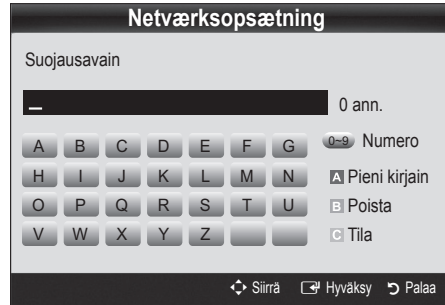 Netværksopsætning
Suojausavain
_ 0 ann.
A B C D E F G 0~9 Numero
H I J K L M N A Pieni kirjain
O P Q R S T U B Poista
V W X Y Z C Tila
Siirrä Hyväksy Palaa